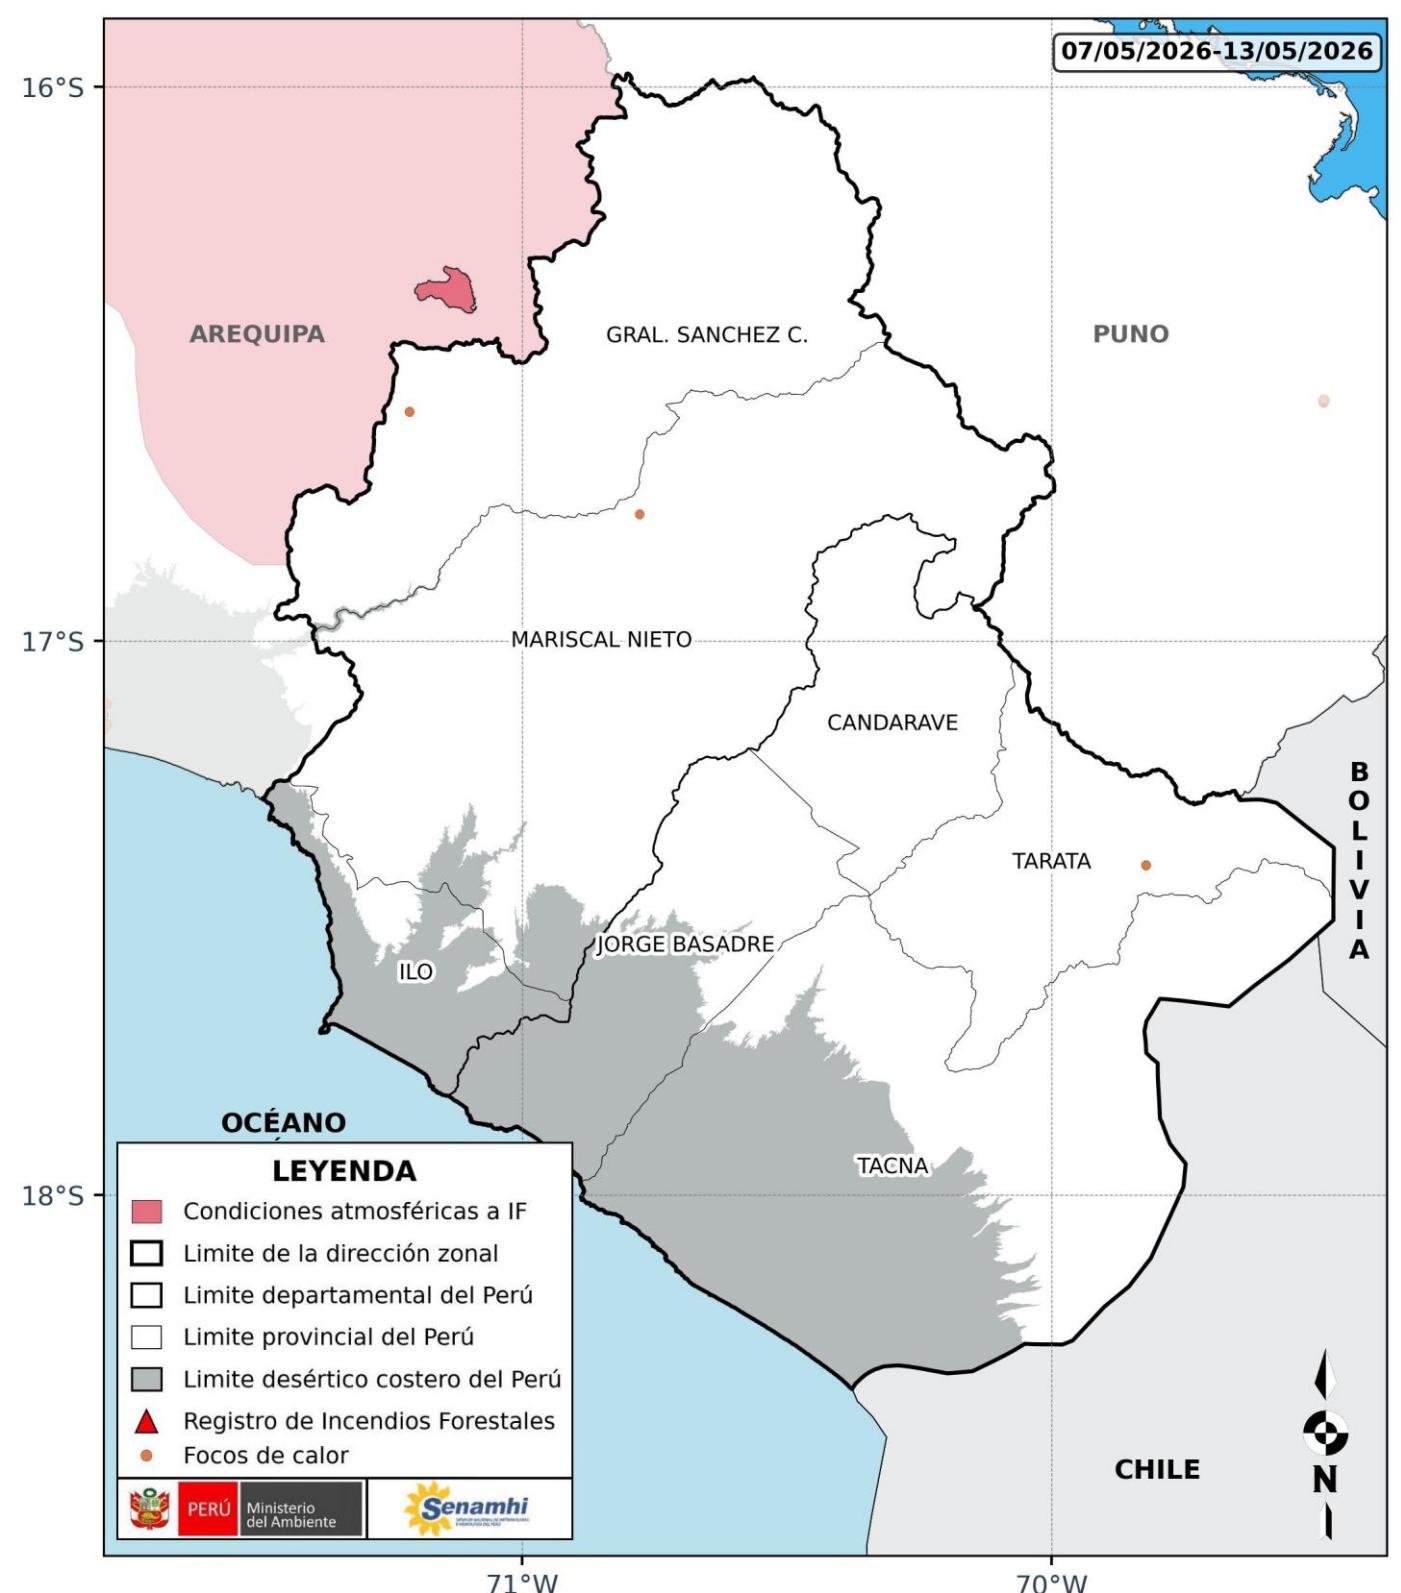 07/05/2026-13/05/2026
16°S
AREQUIPA
GRAL. SANCHEZ C.
PUNO
17°S
MARISCAL NIETO
CANDARAVE
BOLIVIA
TARATA
JORGE BASADRE
ILO
OCÉANO
TACNA
18°S
LEYENDA
Condiciones atmosféricas a IF
Limite de la dirección zonal
Limite departamental del Perú
Limite provincial del Perú
Limite desértico costero del Perú
Registro de Incendios Forestales
Focos de calor
CHILE
N
PERÚ
Ministerio
del Ambiente
Senamhi
71°W
70°W